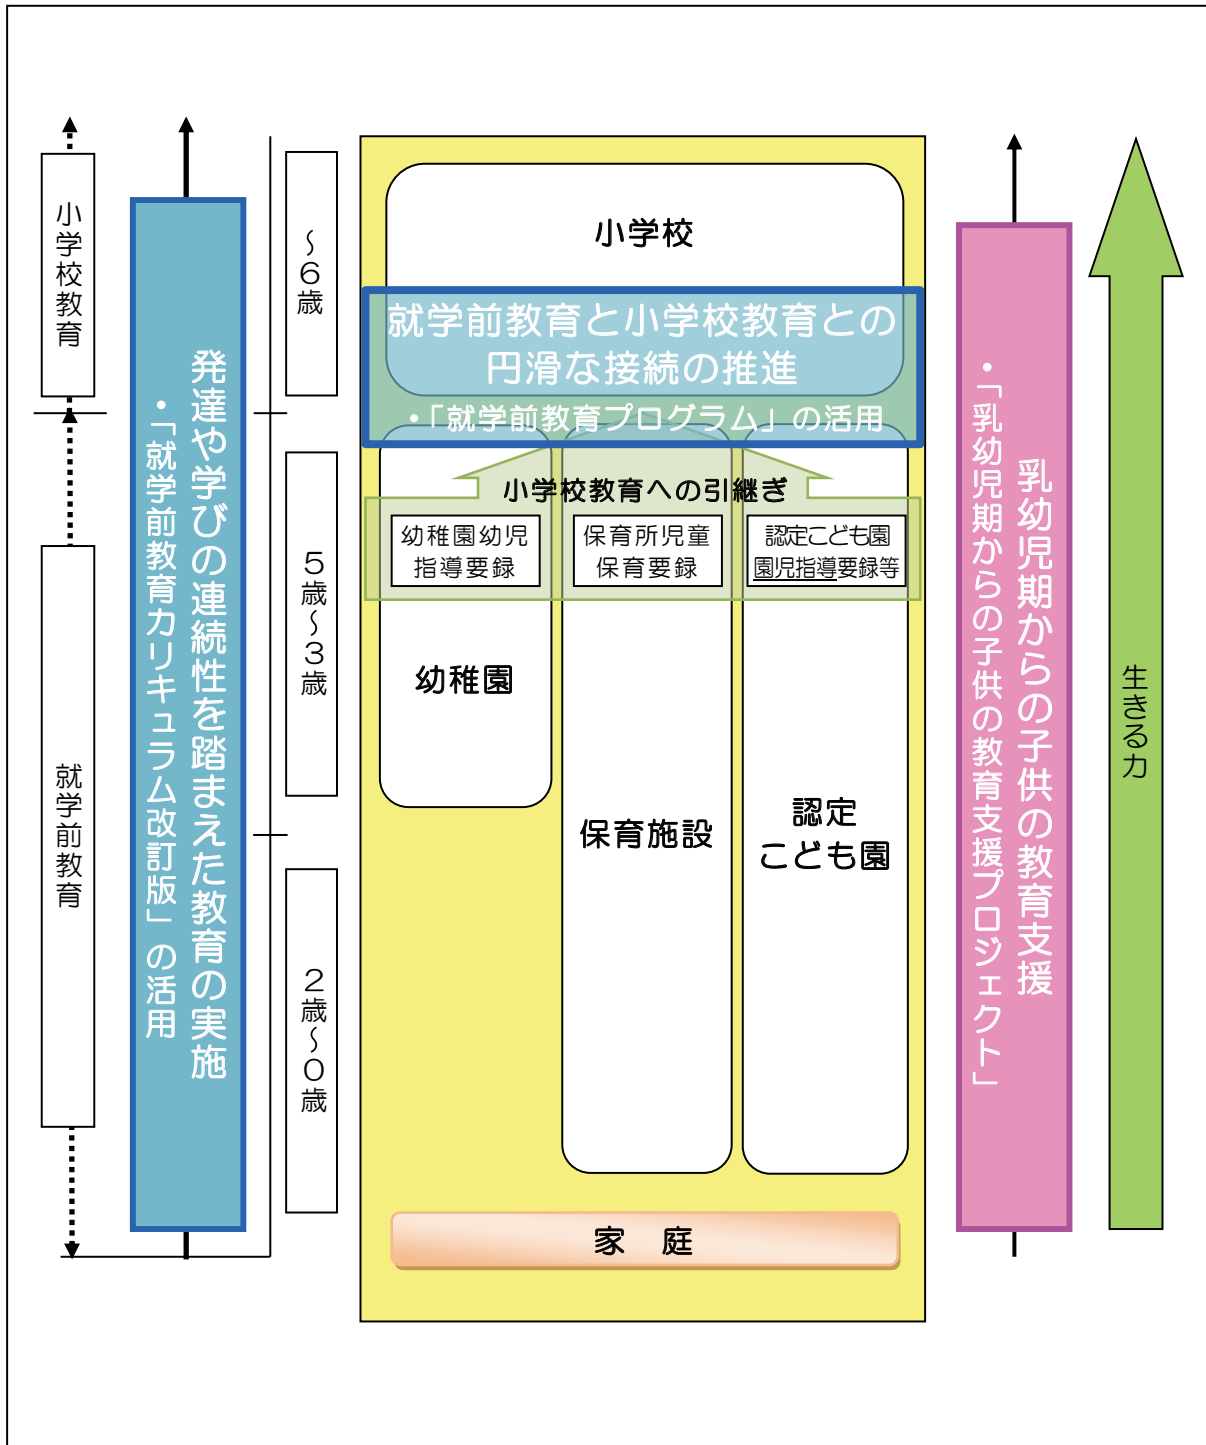 小学校教育
就学前教育
発達や学びの連続性を踏まえた教育の実施
・「就学前教育カリキュラム改訂版」の活用
～6歳
5歳～3歳
2歳～0歳
小学校
就学前教育と小学校教育との
円滑な接続の推進
・「就学前教育プログラム」の活用
小学校教育への引継ぎ
幼稚園幼児
指導要録
保育所児童
保育要録
認定こども園
園児指導要録等
幼稚園
保育施設
認定
こども園
家　庭
乳幼児期からの子供の教育支援
・「乳幼児期からの子供の教育支援プロジェクト」
生きる力